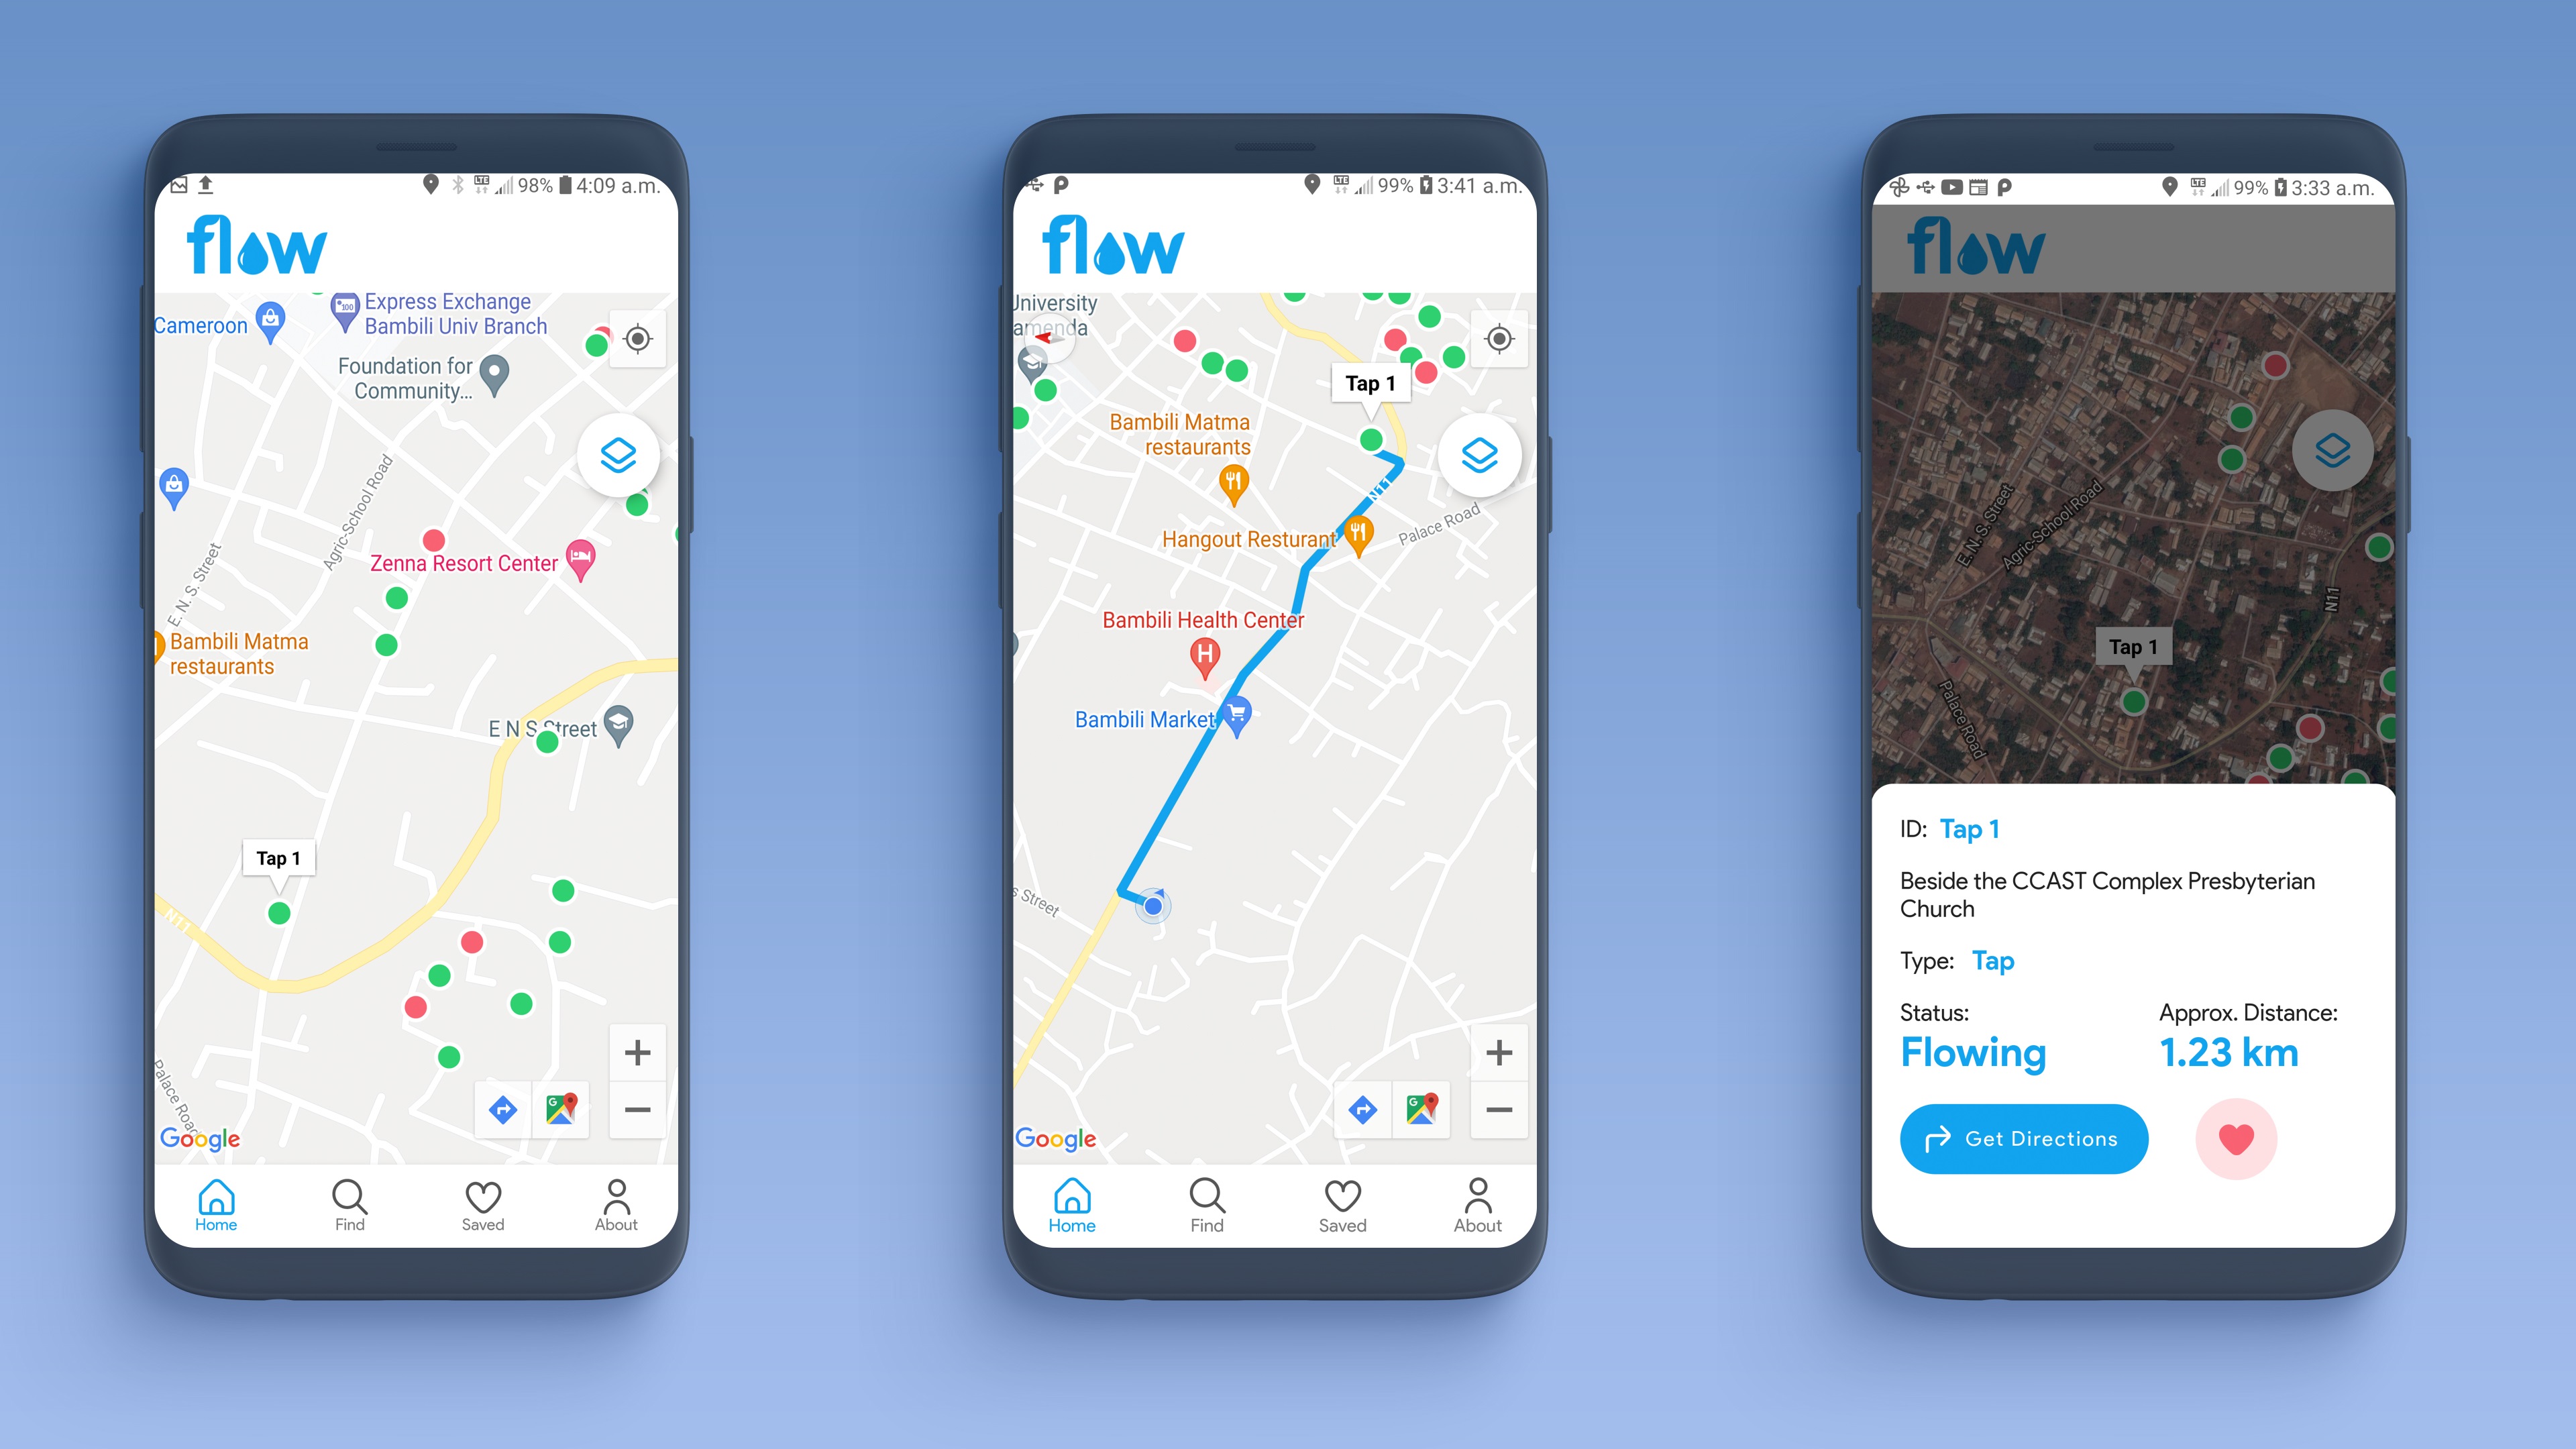 98% 4:09 a.m.
flow
Express Exchange
Bambili Univ Branch
Cameroon
Foundation for
Community...
Agric-School Road
Zenna Resort Center
E. N. S. Street
Bambili Matma
restaurants
E N S Street
Tap 1
N11
Palace Road
Google
Home
Find
Saved
About
LTE 99% 3:41 a.m.
flow
University
Tap 1
Bambili Matma
restaurants
N11
Hangout Resturant
Palace Road
Bambili Health Center
H
Bambili Market
Street
Google
Home
Find
Saved
About
LTE 99% 3:33 a.m.
flow
E. N. S. Street
Agric-School Road
N11
Tap 1
Palace Road
ID: Tap 1
Beside the CCAST Complex Presbyterian
Church
Type: Tap
Status:
Approx. Distance:
Flowing
1.23 km
Get Directions